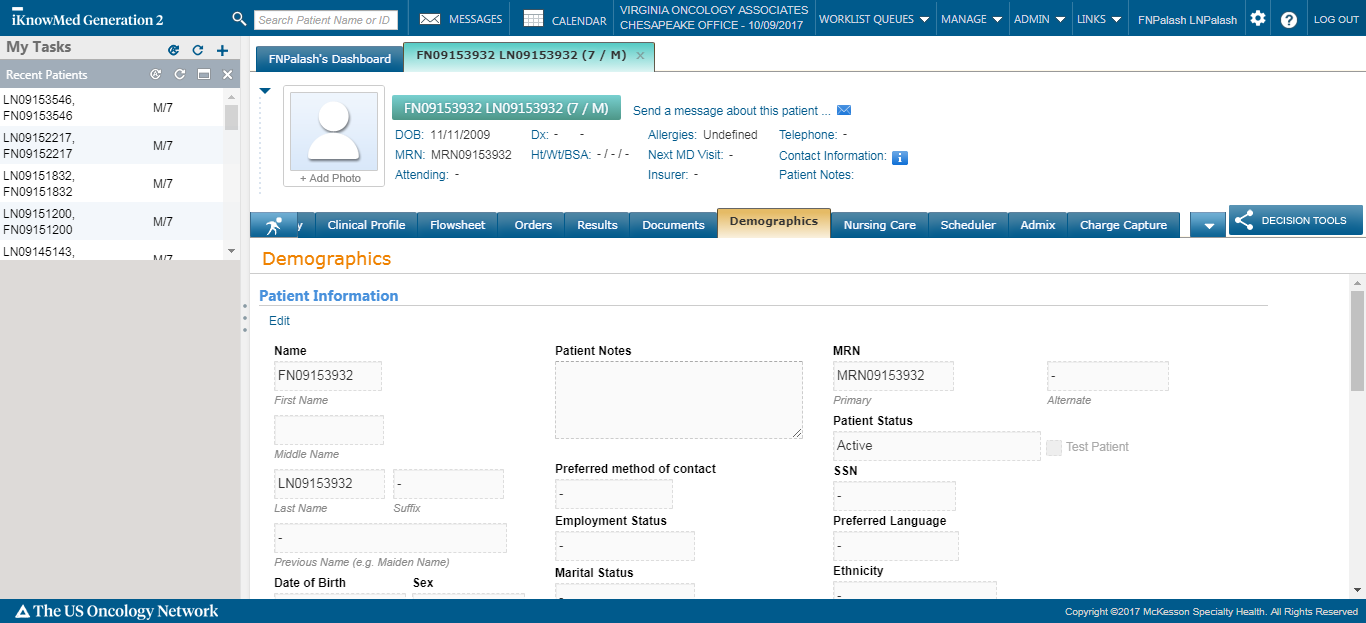 iKnowMed Generation 2
Search Patient Name or ID
MESSAGES
CALENDAR
VIRGINIA ONCOLOGY ASSOCIATES
CHESAPEAKE OFFICE - 10/09/2017
WORKLIST QUEUES
MANAGE
ADMIN
LINKS
FNPalash LNPalash
LOG OUT
My Tasks
Recent Patients
LN09153546,
FN09153546
M/7
LN09152217,
FN09152217
M/7
LN09151832,
FN09151832
M/7
LN09151200,
FN09151200
M/7
LN09145143,
M/7
FNPalash's Dashboard
FN09153932 LN09153932 (7 / M)
FN09153932 LN09153932 (7 / M)
Send a message about this patient ...
+ Add Photo
DOB: 11/11/2009
Dx: - -
Allergies: Undefined
Telephone: -
MRN: MRN09153932
Ht/Wt/BSA: - / - / -
Next MD Visit: -
Contact Information:
Attending: -
Insurer: -
Patient Notes:
y
Clinical Profile
Flowsheet
Orders
Results
Documents
Demographics
Nursing Care
Scheduler
Admix
Charge Capture
DECISION TOOLS
Demographics
Patient Information
Edit
Name
FN09153932
First Name
Middle Name
LN09153932
Last Name
-
Suffix
-
Previous Name (e.g. Maiden Name)
Date of Birth
Sex
Patient Notes
Preferred method of contact
-
Employment Status
-
Marital Status
-
MRN
MRN09153932
Primary
-
Alternate
Patient Status
Active
Test Patient
SSN
-
Preferred Language
-
Ethnicity
-
The US Oncology Network
Copyright ©2017 McKesson Specialty Health. All Rights Reserved